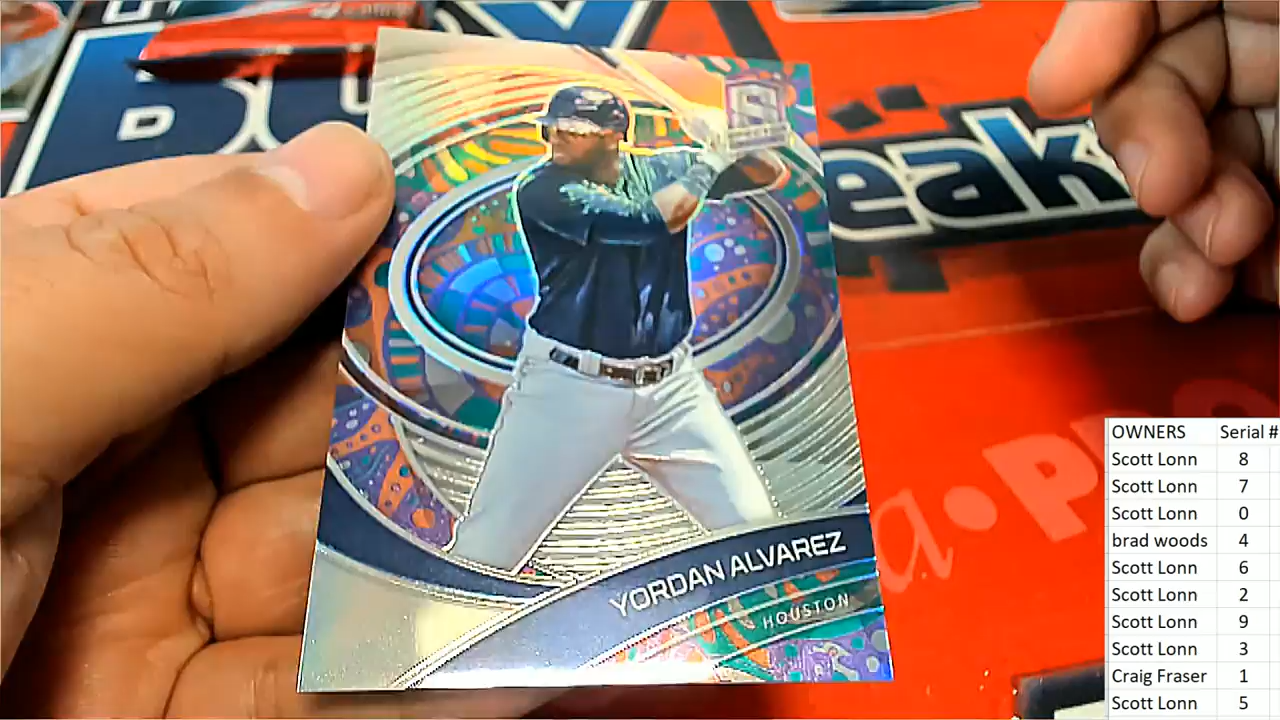 eak
S
YORDAN ALVAREZ
HOUSTON
OWNERS Serial #
Scott Lonn 8
Scott Lonn 7
Scott Lonn 0
brad woods 4
Scott Lonn 6
Scott Lonn 2
Scott Lonn 9
Scott Lonn 3
Craig Fraser 1
Scott Lonn 5